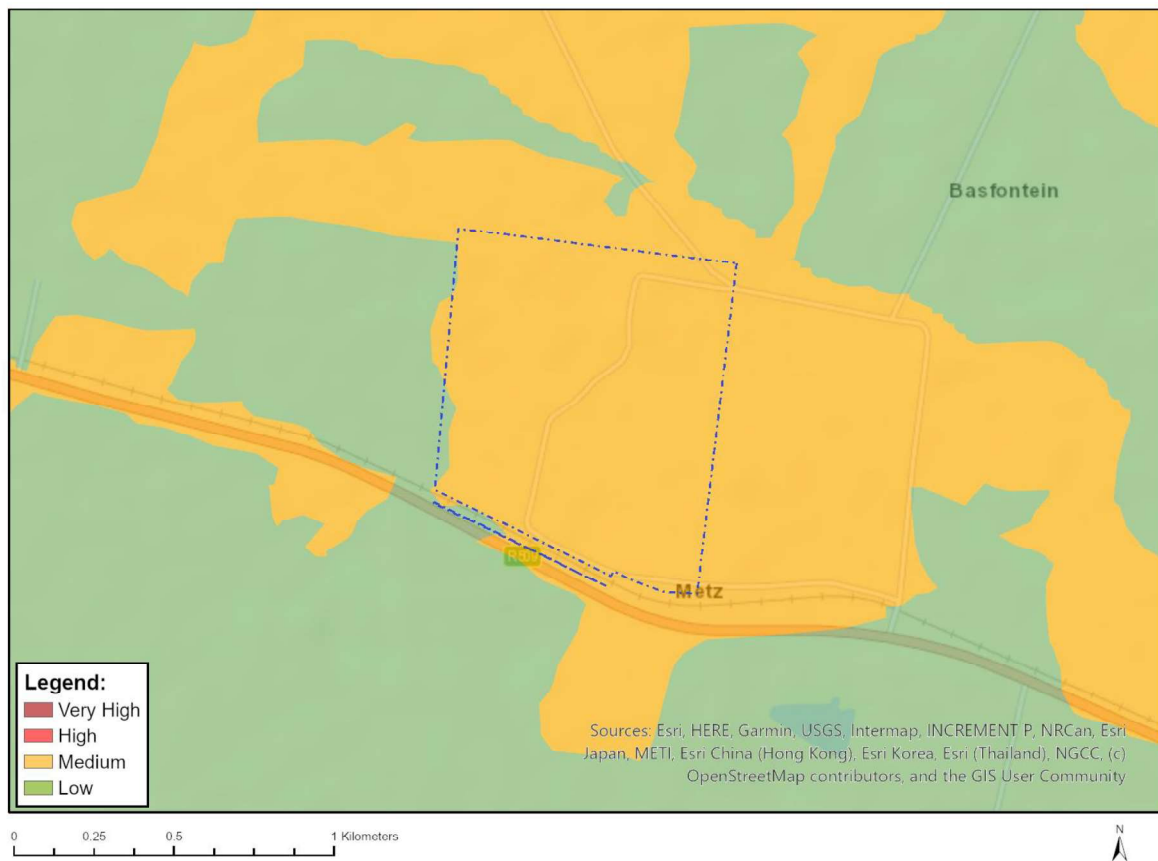 Basfontein
Metz
Legend:
Very High
High
Medium
Low
Sources: Esri, HERE, Garmin, USGS, Intermap, INCREMENT P, NRCan, Esri
Japan, METI, Esri China (Hong Kong), Esri Korea, Esri (Thailand), NGCC, (c)
OpenStreetMap contributors, and the GIS User Community
0 0.25 0.5 1 Kilometers
N